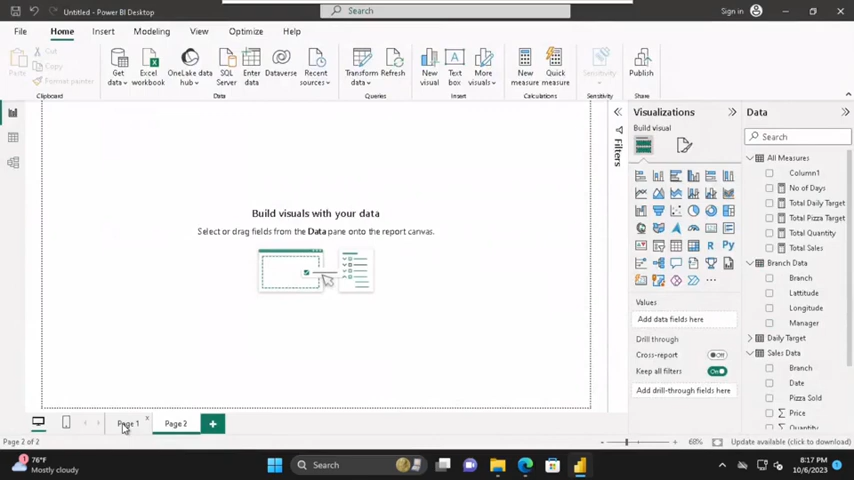 Untitled - Power BI Desktop
Search
Sign in
File
Home
Insert
Modeling
View
Optimize
Help
Paste
Cut
Copy
Format painter
Clipboard
Get data
Excel workbook
OneLake data hub
SQL Server
Enter data
Dataverse
Recent sources
Data
Transform data
Refresh
Queries
New visual
Text box
More visuals
Insert
New measure
Quick measure
Calculations
Sensitivity
Sensitivity
Publish
Share
Build visuals with your data
Select or drag fields from the Data pane onto the report canvas.
Filters
Visualizations
Build visual
R
Py
123
Values
Add data fields here
Drill through
Cross-report
Off
Keep all filters
On
Add drill-through fields here
Data
Search
All Measures
Column1
No of Days
Total Daily Target
Total Pizza Target
Total Quantity
Total Sales
Branch Data
Branch
Lattitude
Longitude
Manager
Daily Target
Sales Data
Branch
Date
Pizza Sold
Price
Quantity
Page 1
Page 2
Page 2 of 2
68%
Update available (click to download)
1
76°F
Mostly cloudy
Search
8:17 PM
10/6/2023